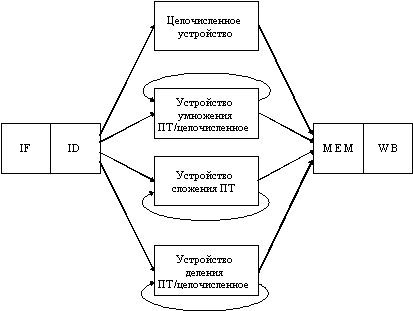 Целочисленное
устройство
Устройство
умножения
ПТ/целочисленное
IF
ID
MEM
WB
Устройство
сложения ПТ
Устройство
деления
ПТ/целочисленное